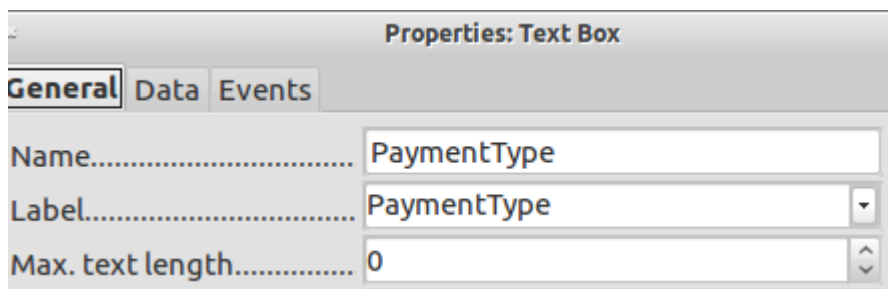 Properties: Text Box
General Data Events
Name................................ PaymentType
Label................................. PaymentType
Max. text length............... 0